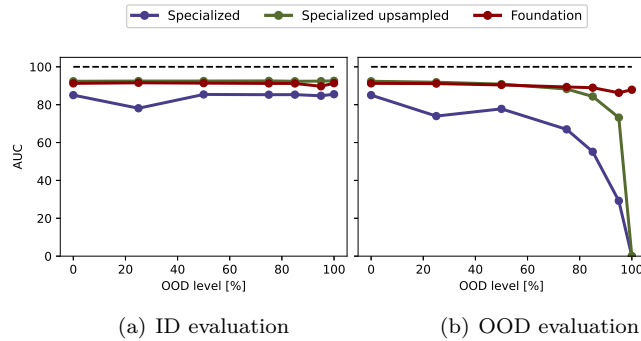 Specialized Specialized upsampled Foundation
100
80
60
40
20
0
AUC
0 20 40 60 80 100
OOD level [%]
0 20 40 60 80 100
OOD level [%]
(a) ID evaluation
(b) OOD evaluation